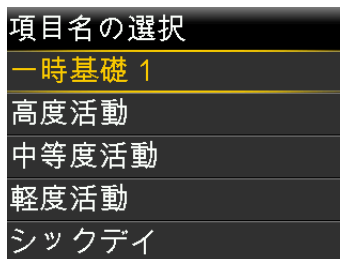 項目名の選択
一時基礎 1
高度活動
中等度活動
軽度活動
シックデイ